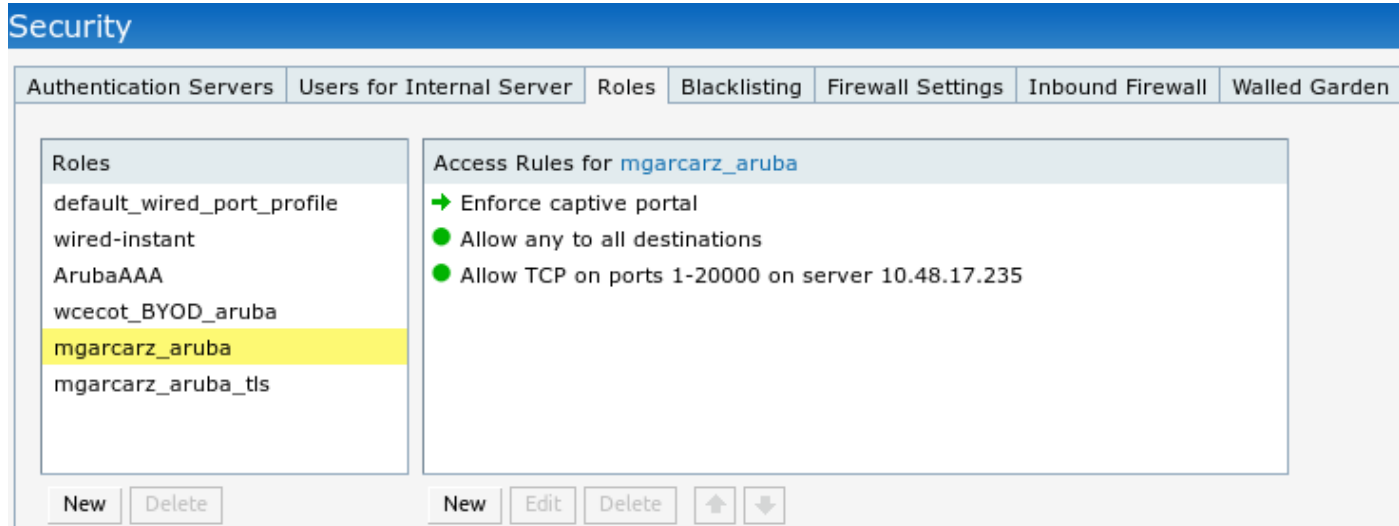 Security
Authentication Servers Users for Internal Server Roles Blacklisting Firewall Settings Inbound Firewall Walled Garden
Roles
default_wired_port_profile
wired-instant
ArubaAAA
wcecot_BYOD_aruba
mgarcarz_aruba
mgarcarz_aruba_tls
New Delete
Access Rules for mgarcarz_aruba
Enforce captive portal
Allow any to all destinations
Allow TCP on ports 1-20000 on server 10.48.17.235
New Edit Delete